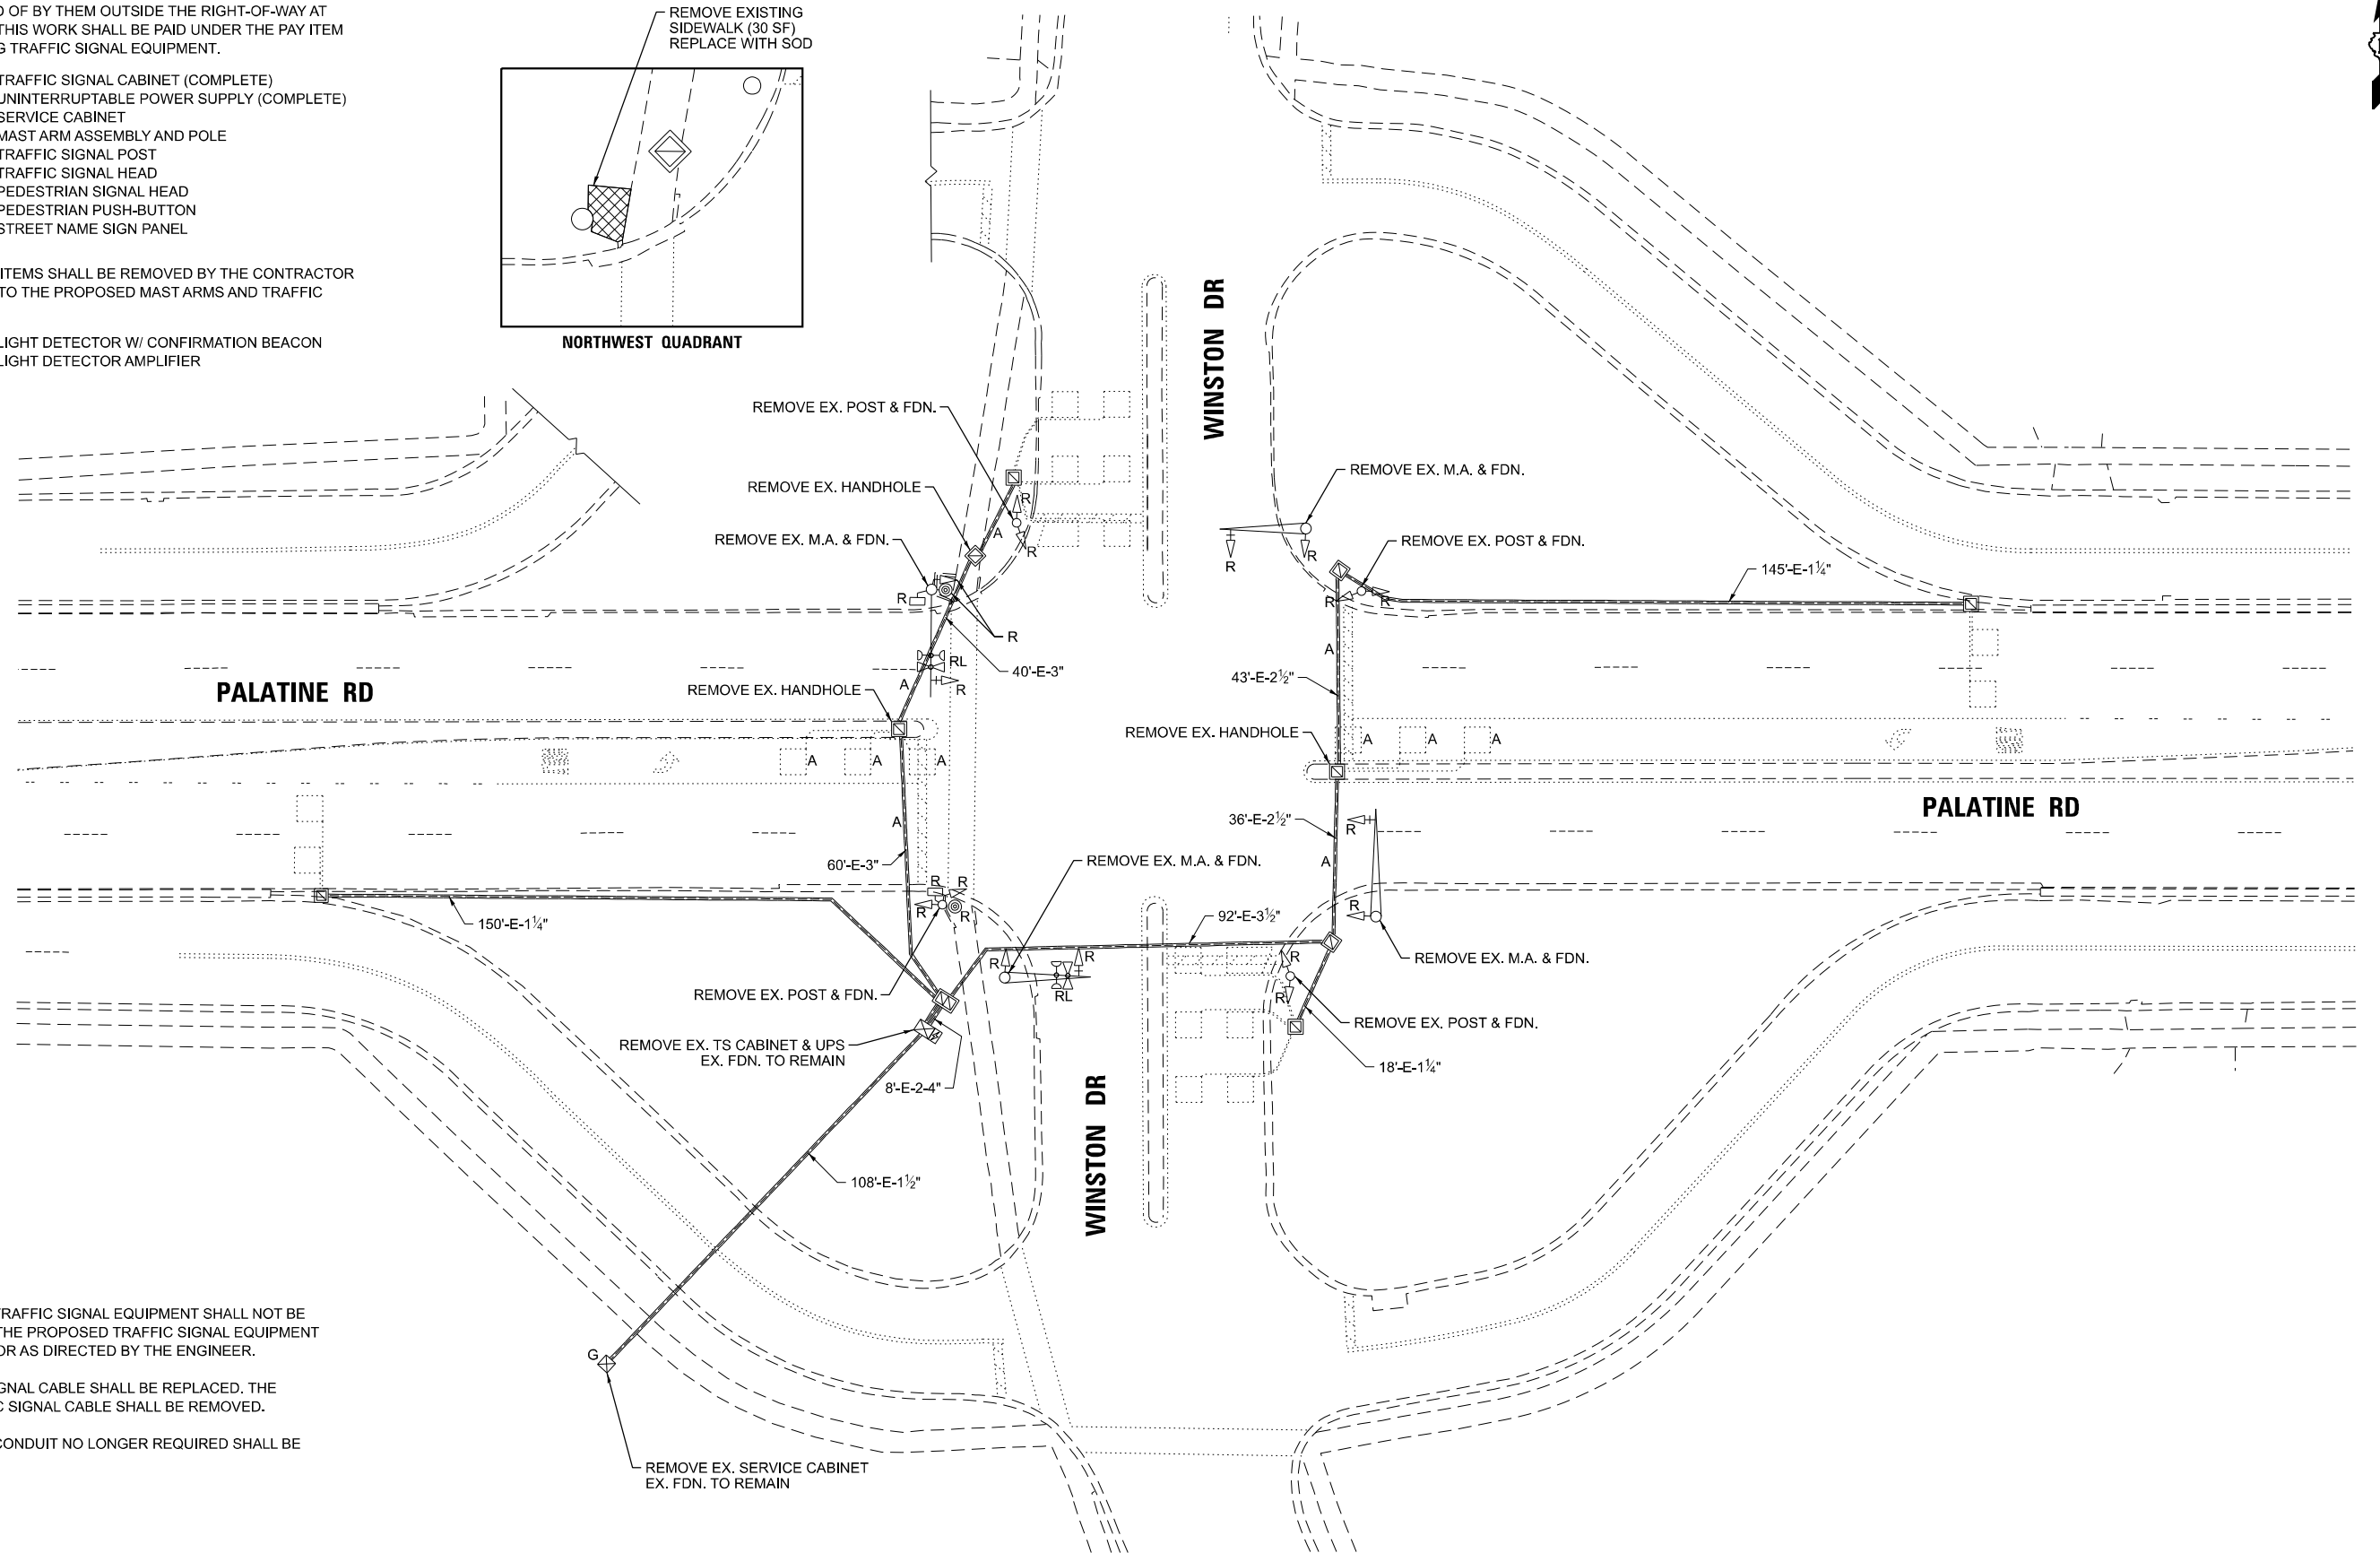 OF BY THEM OUTSIDE THE RIGHT-OF-WAY AT
THIS WORK SHALL BE PAID UNDER THE PAY ITEM
TRAFFIC SIGNAL EQUIPMENT.
TRAFFIC SIGNAL CABINET (COMPLETE)
UNINTERRUPTABLE POWER SUPPLY (COMPLETE)
SERVICE CABINET
MAST ARM ASSEMBLY AND POLE
TRAFFIC SIGNAL POST
TRAFFIC SIGNAL HEAD
PEDESTRIAN SIGNAL HEAD
PEDESTRIAN PUSH-BUTTON
STREET NAME SIGN PANEL
ITEMS SHALL BE REMOVED BY THE CONTRACTOR
TO THE PROPOSED MAST ARMS AND TRAFFIC
LIGHT DETECTOR W/ CONFIRMATION BEACON
LIGHT DETECTOR AMPLIFIER
REMOVE EXISTING
SIDEWALK (30 SF)
REPLACE WITH SOD
NORTHWEST QUADRANT
WINSTON DR
REMOVE EX. POST & FDN.
REMOVE EX. HANDHOLE
R
A
R
REMOVE EX. M.A. & FDN.
R
R
REMOVE EX. M.A. & FDN.
R
R
REMOVE EX. POST & FDN.
R
R
145'-E-1¼"
40'-E-3"
RL
R
A
A
43'-E-2½"
PALATINE RD
REMOVE EX. HANDHOLE
REMOVE EX. HANDHOLE
A
A
A
A
A
A
PALATINE RD
A
60'-E-3"
36'-E-2½"
R
A
REMOVE EX. M.A. & FDN.
R
R
R
R
150'-E-1¼"
92'-E-3½"
R
REMOVE EX. M.A. & FDN.
R
R
RL
R
R
REMOVE EX. POST & FDN.
REMOVE EX. POST & FDN.
REMOVE EX. TS CABINET & UPS
EX. FDN. TO REMAIN
8'-E-2-4"
18'-E-1¼"
WINSTON DR
108'-E-1½"
G
REMOVE EX. SERVICE CABINET
EX. FDN. TO REMAIN
TRAFFIC SIGNAL EQUIPMENT SHALL NOT BE
THE PROPOSED TRAFFIC SIGNAL EQUIPMENT
OR AS DIRECTED BY THE ENGINEER.
CABLE SHALL BE REPLACED. THE
SIGNAL CABLE SHALL BE REMOVED.
CONDUIT NO LONGER REQUIRED SHALL BE